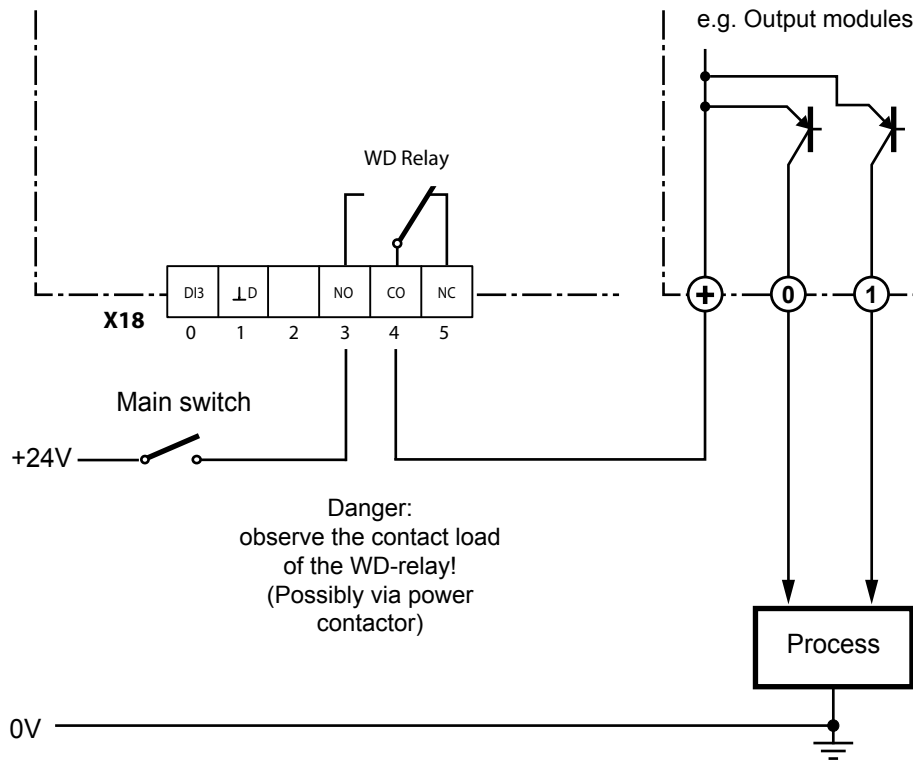 e.g. Output modules
WD Relay
DI3 ⊥D NO CO NC
X18
0 1 2 3 4 5
+ 0 1
Main switch
+24V
Danger:
observe the contact load
of the WD-relay!
(Possibly via power
contactor)
Process
0V